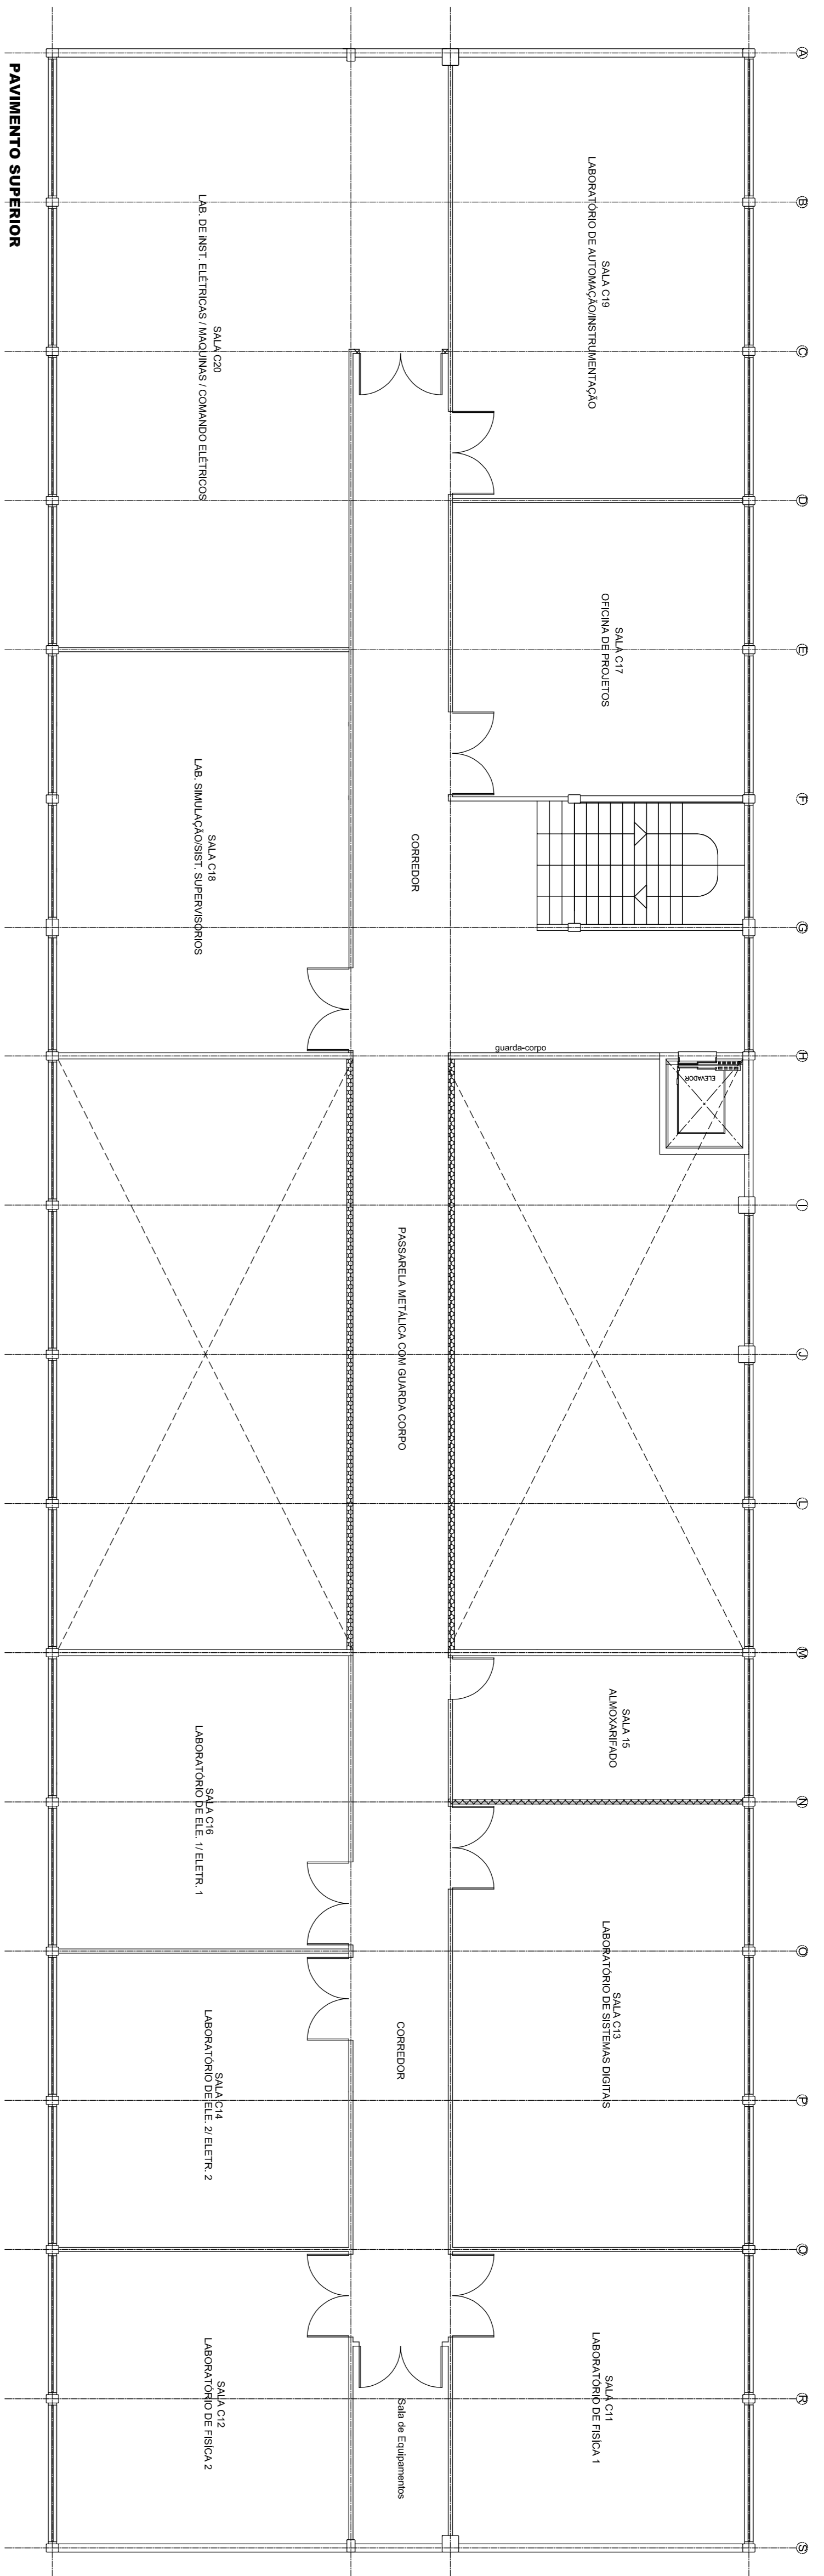 PAVIMENTO SUPERIOR
A
B
C
D
E
F
G
H
I
J
L
M
N
O
P
Q
R
S
SALA C19
LABORATÓRIO DE AUTOMAÇÃO/INSTRUMENTAÇÃO
SALA C20
LAB. DE INST. ELÉTRICAS / MAQUINAS / COMANDO ELÉTRICOS
SALA C17
OFICINA DE PROJETOS
SALA C18
LAB. SIMULAÇÃO/SIST. SUPERVISÓRIOS
CORREDOR
guarda-corpo
ELEVADOR
PASSARELA METÁLICA COM GUARDA CORPO
SALA 15
ALMOXARIFADO
SALA C16
LABORATÓRIO DE ELE. 1/ ELETR. 1
SALA C13
LABORATÓRIO DE SISTEMAS DIGITAIS
CORREDOR
SALA C14
LABORATÓRIO DE ELE. 2/ ELETR. 2
SALA C11
LABORATÓRIO DE FISÍCA 1
SALA C12
LABORATÓRIO DE FISÍCA 2
Sala de Equipamentos